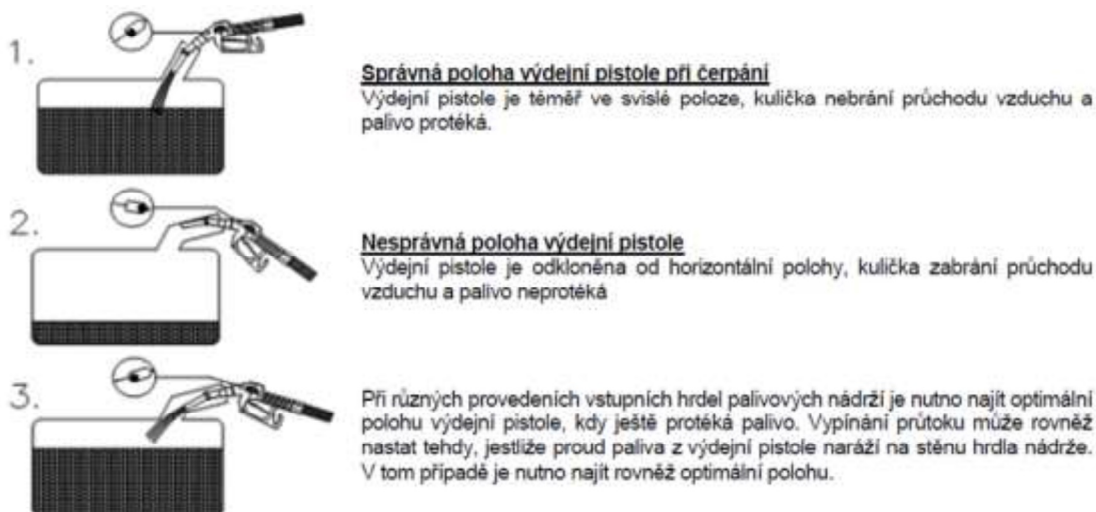 1.
Správná poloha výdejní pistole při čerpání
Výdejní pistole je téměř ve svislé poloze, kulička nebrání průchodu vzduchu a
palivo protéká.
2.
Nesprávná poloha výdejní pistole
Výdejní pistole je odkloněna od horizontální polohy, kulička zabrání průchodu
vzduchu a palivo neprotéká
3.
Při různých provedeních vstupních hrdel palivových nádrží je nutno najít optimální
polohu výdejní pistole, kdy ještě protéká palivo. Vypínání průtoku může rovněž
nastat tehdy, jestliže proud paliva z výdejní pistole naráží na stěnu hrdla nádrže.
V tom případě je nutno najít rovněž optimální polohu.